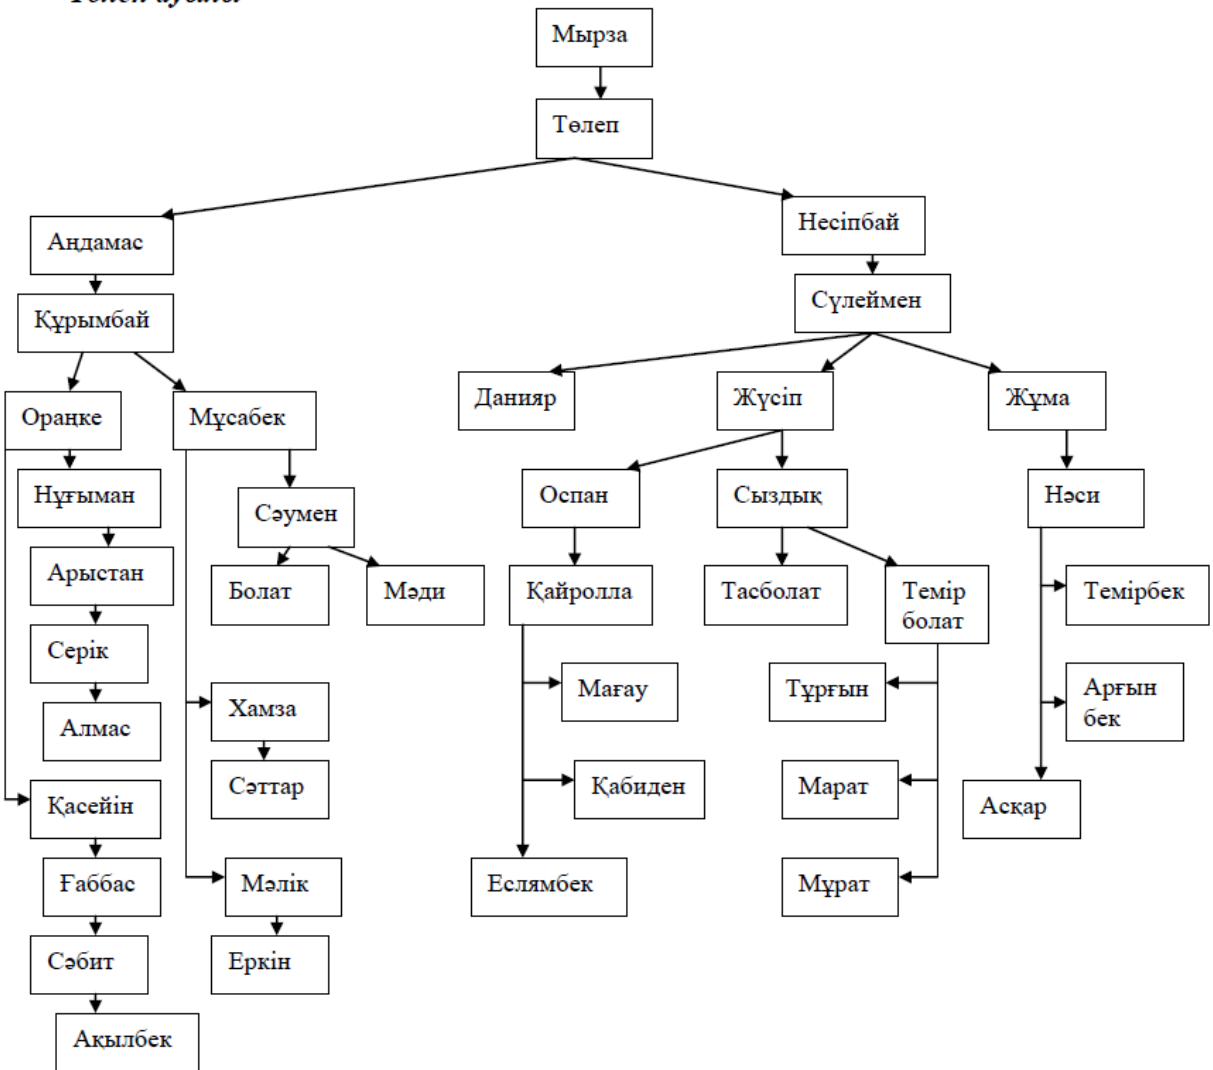 Мырза
Төлеп
Аңдамас
Несіпбай
Құрымбай
Сүлеймен
Ораңке
Мұсабек
Данияр
Жүсіп
Жұма
Нұғыман
Сәумен
Оспан
Сыздық
Нәси
Арыстан
Болат
Мәди
Қайролла
Тасболат
Темір
болат
Темірбек
Серік
Алмас
Хамза
Мағау
Тұрғын
Арғын
бек
Сәттар
Қабиден
Марат
Асқар
Қасейін
Ғаббас
Мәлік
Еслямбек
Мұрат
Сәбит
Еркін
Ақылбек